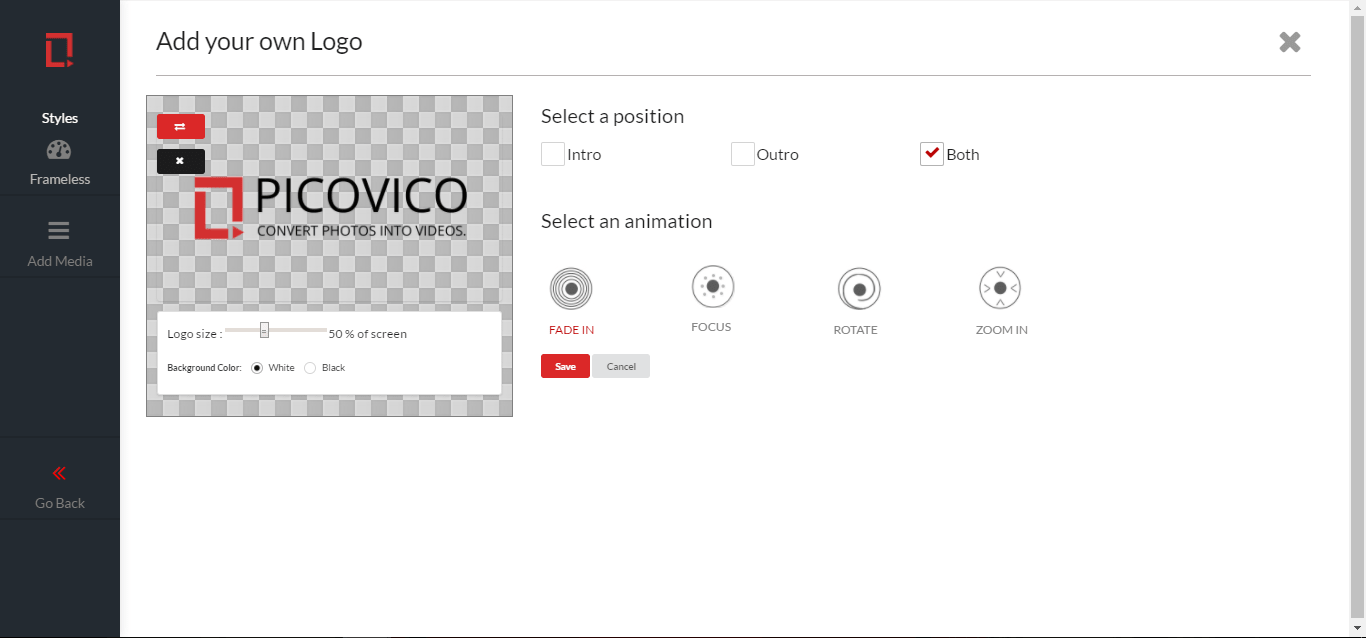 Add your own Logo
Styles
Frameless
Add Media
Go Back
PICOVICO
CONVERT PHOTOS INTO VIDEOS.
Logo size : 50 % of screen
Background Color: White Black
Select a position
Intro Outro Both
Select an animation
FADE IN FOCUS ROTATE ZOOM IN
Save Cancel